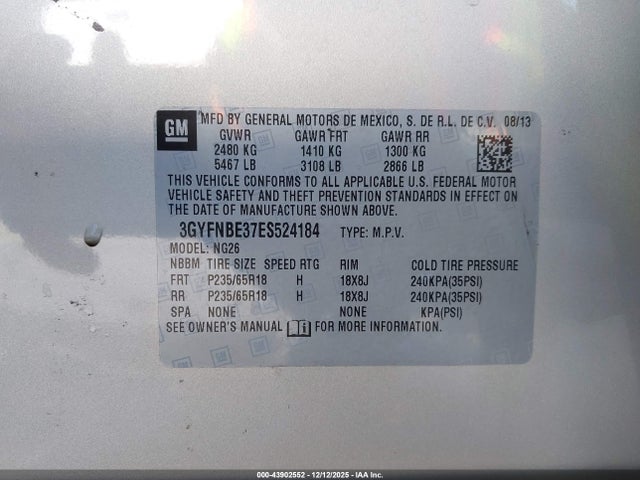 GM
MFD BY GENERAL MOTORS DE MEXICO, S. DE R.L. DE C.V. 08/13
GVWR GAWR FRT GAWR RR
2480 KG 1410 KG 1300 KG
5467 LB 3108 LB 2866 LB
THIS VEHICLE CONFORMS TO ALL APPLICABLE U.S. FEDERAL MOTOR
VEHICLE SAFETY AND THEFT PREVENTION STANDARDS IN EFFECT ON
THE DATE OF MANUFACTURE SHOWN ABOVE.
3GYFNBE37ES524184 TYPE: M.P.V.
MODEL: NG26
NBBM TIRE SIZE SPEED RTG RIM COLD TIRE PRESSURE
FRT P235/65R18 H 18X8J 240KPA(35PSI)
RR P235/65R18 H 18X8J 240KPA(35PSI)
SPA NONE NONE KPA(PSI)
SEE OWNER'S MANUAL FOR MORE INFORMATION.
000-43902552 - 12/12/2025 - IAA Inc.